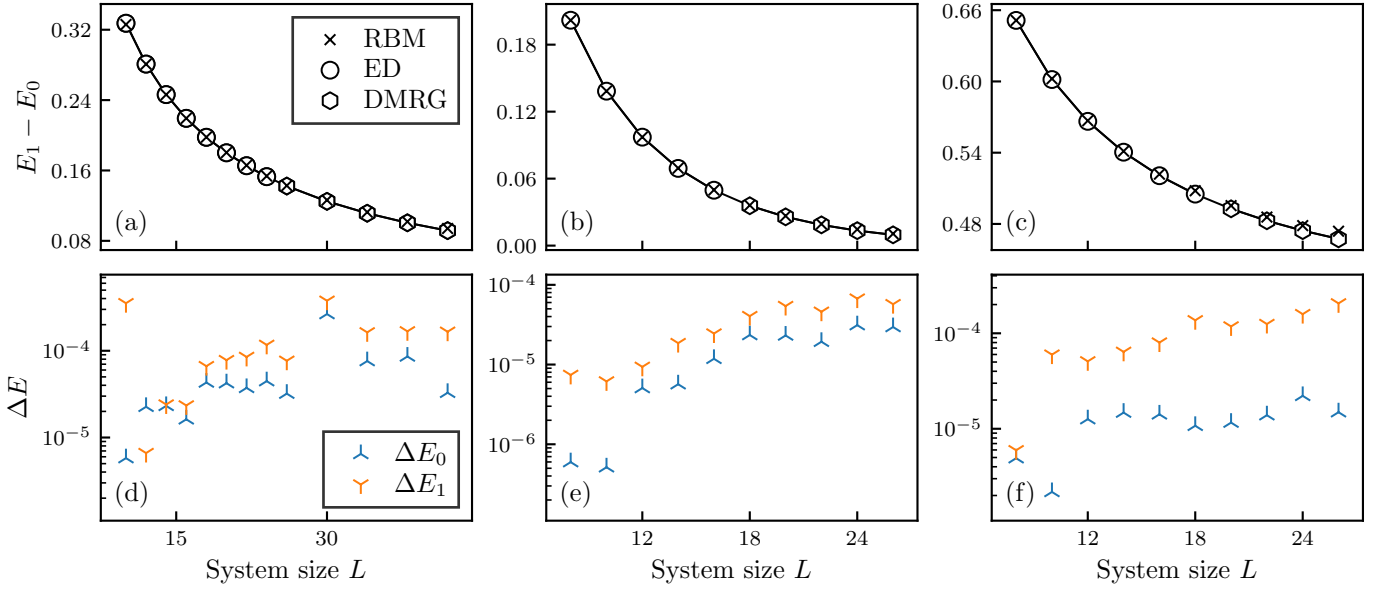 0.32
0.24
0.16
0.08
E₁ − E₀
RBM
ED
DMRG
(a)
0.18
0.12
0.06
0.00
(b)
0.66
0.60
0.54
0.48
(c)
10⁻⁴
10⁻⁵
ΔE
ΔE₀
ΔE₁
(d)
15
30
System size L
10⁻⁴
10⁻⁵
10⁻⁶
(e)
12
18
24
System size L
10⁻⁴
10⁻⁵
(f)
12
18
24
System size L